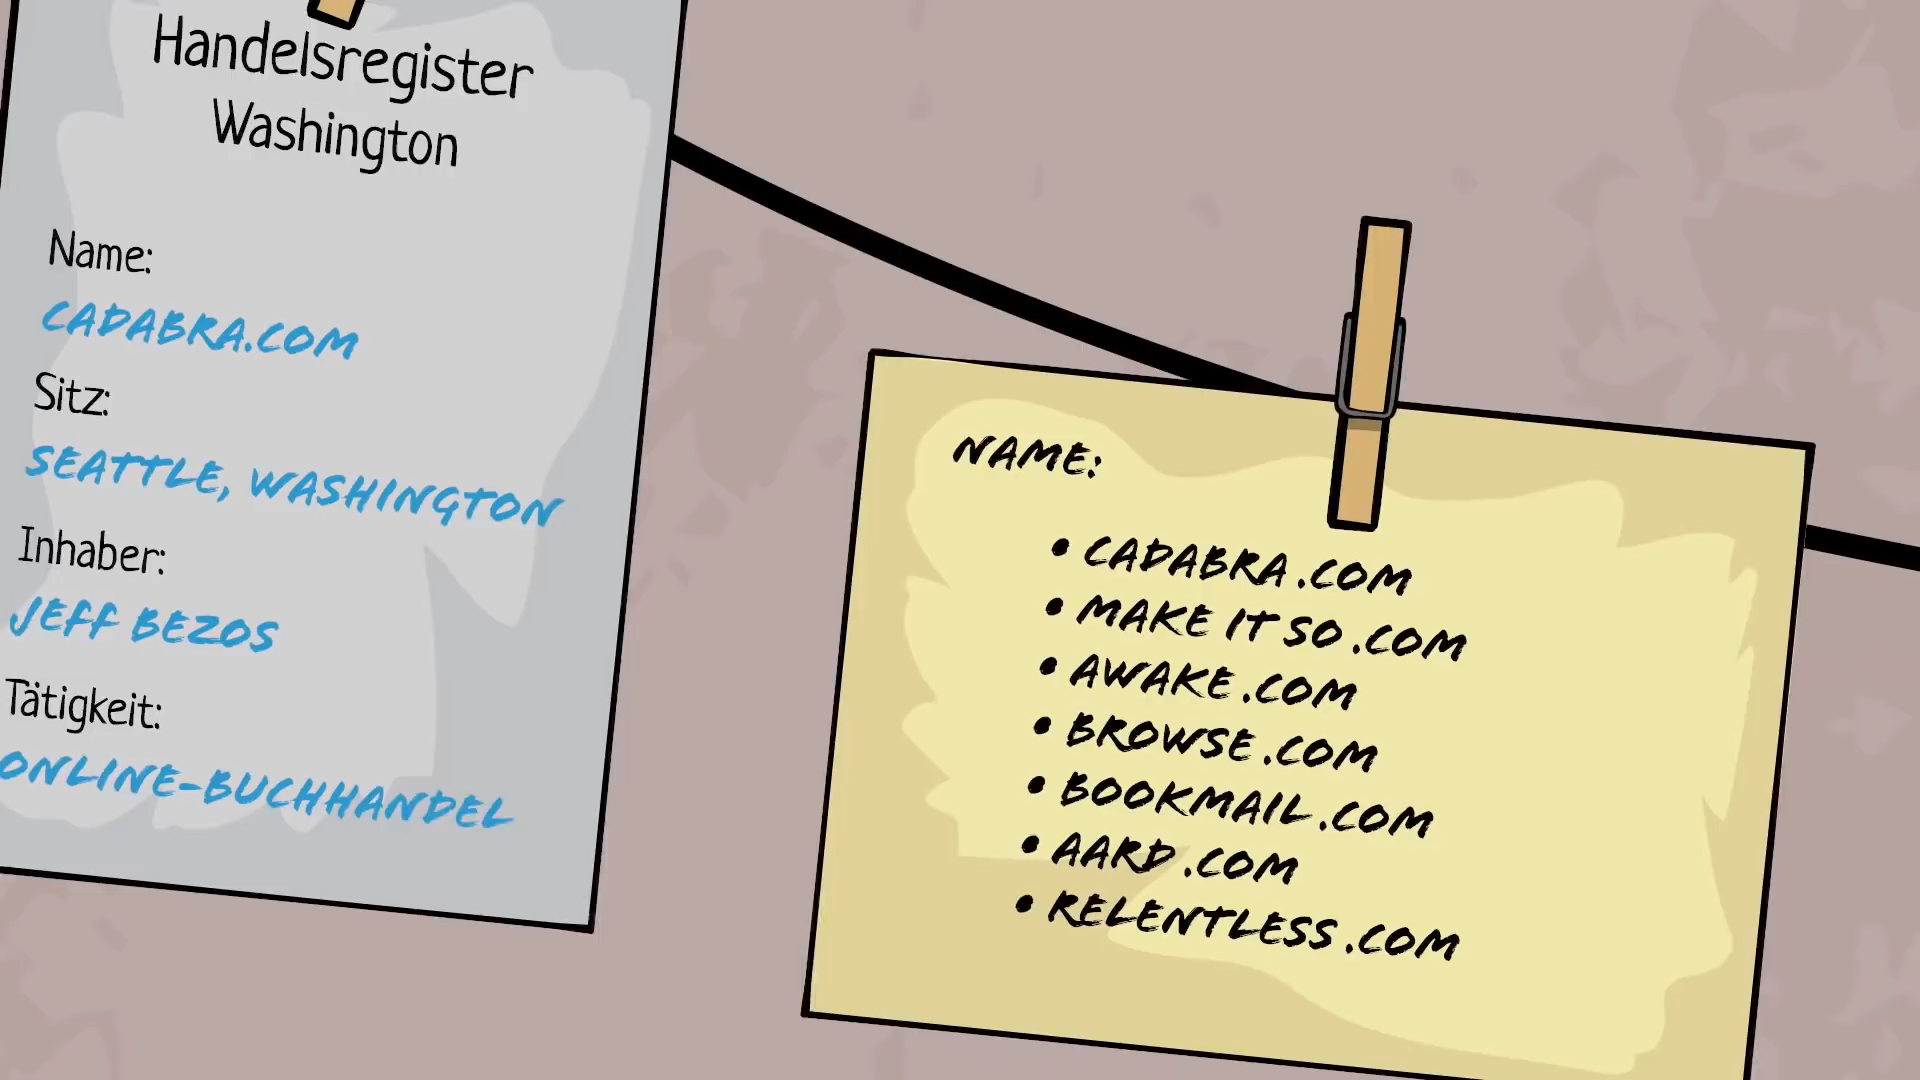 Handelsregister
Washington
Name:
CADABRA.COM
Sitz:
SEATTLE, WASHINGTON
Inhaber:
JEFF BEZOS
Tätigkeit:
ONLINE-BUCHHANDEL
NAME:
• CADABRA.COM
• MAKE IT SO.COM
• AWAKE.COM
• BROWSE.COM
• BOOKMAIL.COM
• AARD.COM
• RELENTLESS.COM